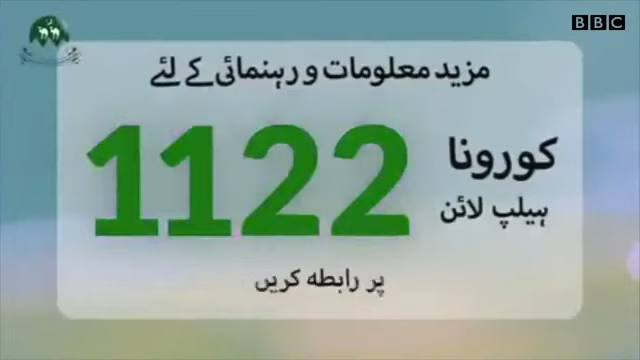 BBC
مزید معلومات و رہنمائی کے لئے
کورونا
ہیلپ لائن
1122
پر رابطہ کریں